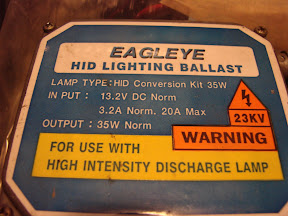 EAGLEYE
HID LIGHTING BALLAST
LAMP TYPE: HID Conversion Kit 35W
IN PUT : 13.2V DC Norm
3.2A Norm. 20A Max
OUTPUT : 35W Norm
23KV
WARNING
FOR USE WITH
HIGH INTENSITY DISCHARGE LAMP